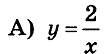 А) y = 2/x